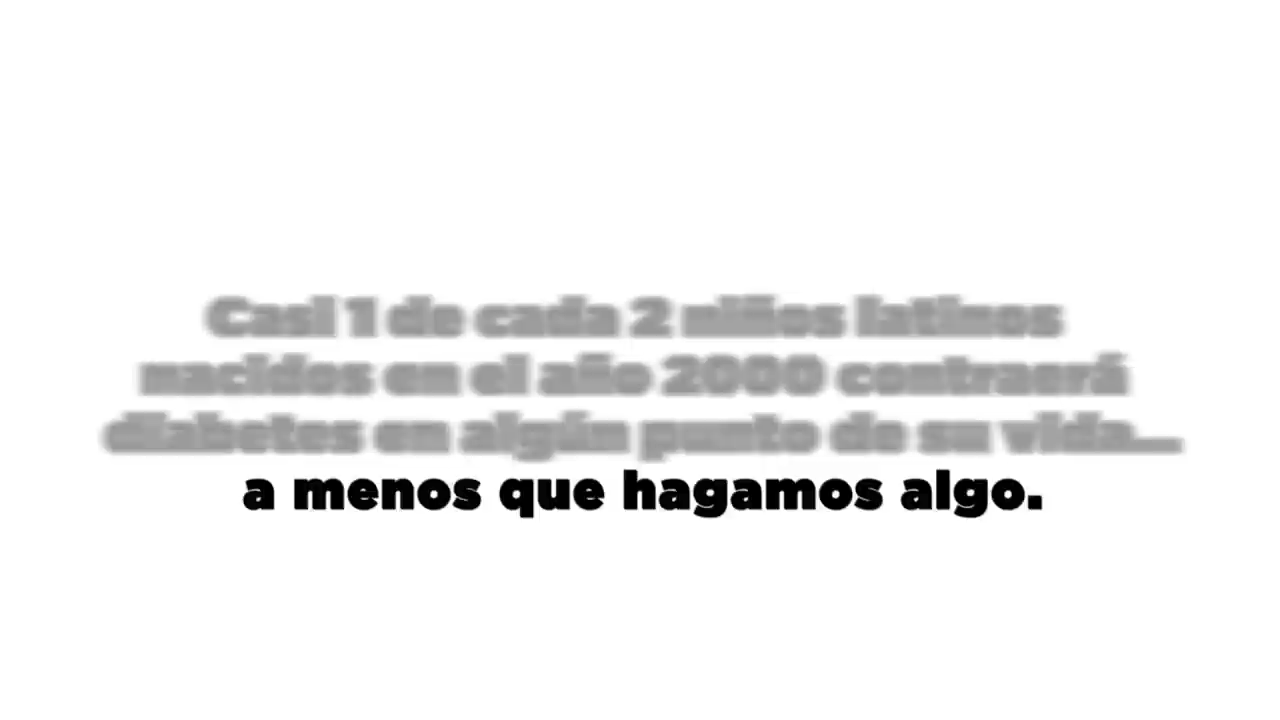 Casi 1 de cada 2 niños latinos
nacidos en el año 2000 contraerá
diabetes en algún punto de su vida...
a menos que hagamos algo.